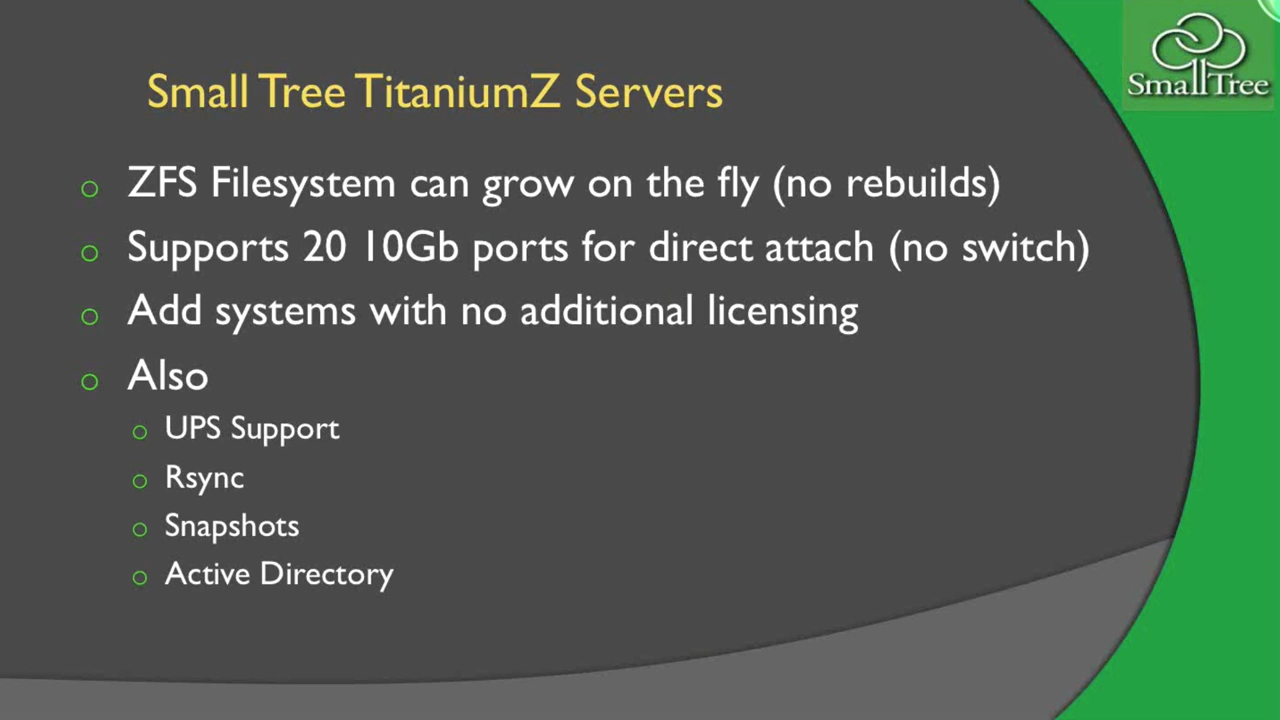 SmallTree
Small Tree TitaniumZ Servers
ZFS Filesystem can grow on the fly (no rebuilds)
Supports 20 10Gb ports for direct attach (no switch)
Add systems with no additional licensing
Also
UPS Support
Rsync
Snapshots
Active Directory